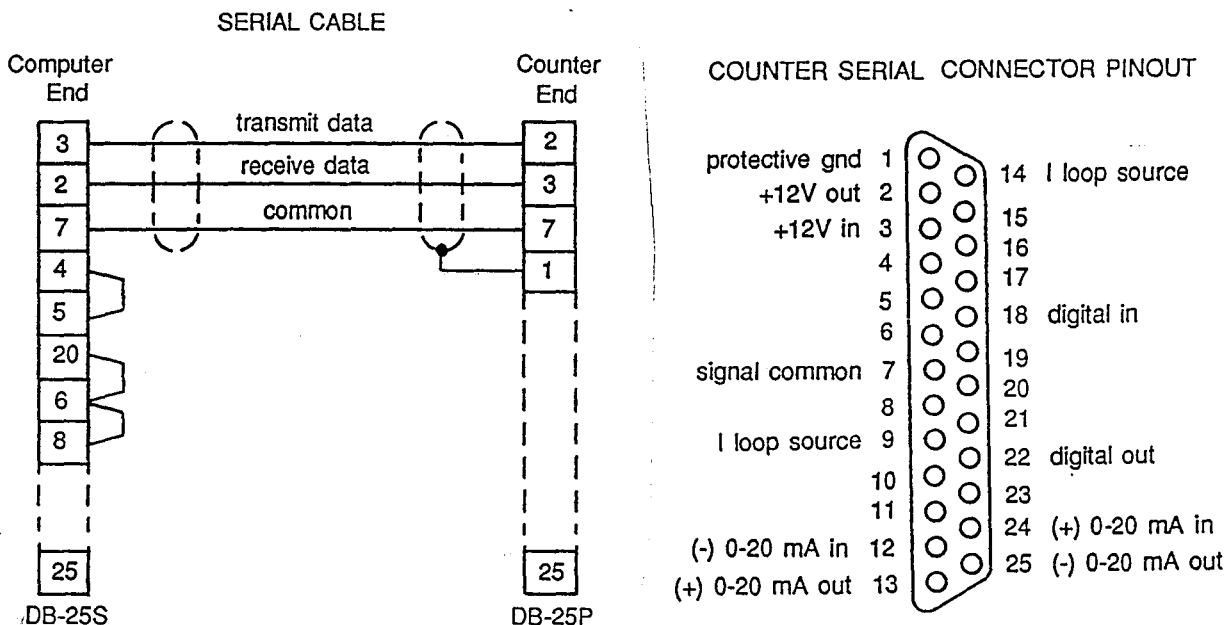 SERIAL CABLE
Computer End
Counter End
3 transmit data 2
2 receive data 3
7 common 7
4 1
5
20
6
8
25 25
DB-25S DB-25P
COUNTER SERIAL CONNECTOR PINOUT
protective gnd 1
+12V out 2
+12V in 3
4
5
6
signal common 7
8
I loop source 9
10
11
(-) 0-20 mA in 12
(+) 0-20 mA out 13
14 I loop source
15
16
17
18 digital in
19
20
21
22 digital out
23
24 (+) 0-20 mA in
25 (-) 0-20 mA out